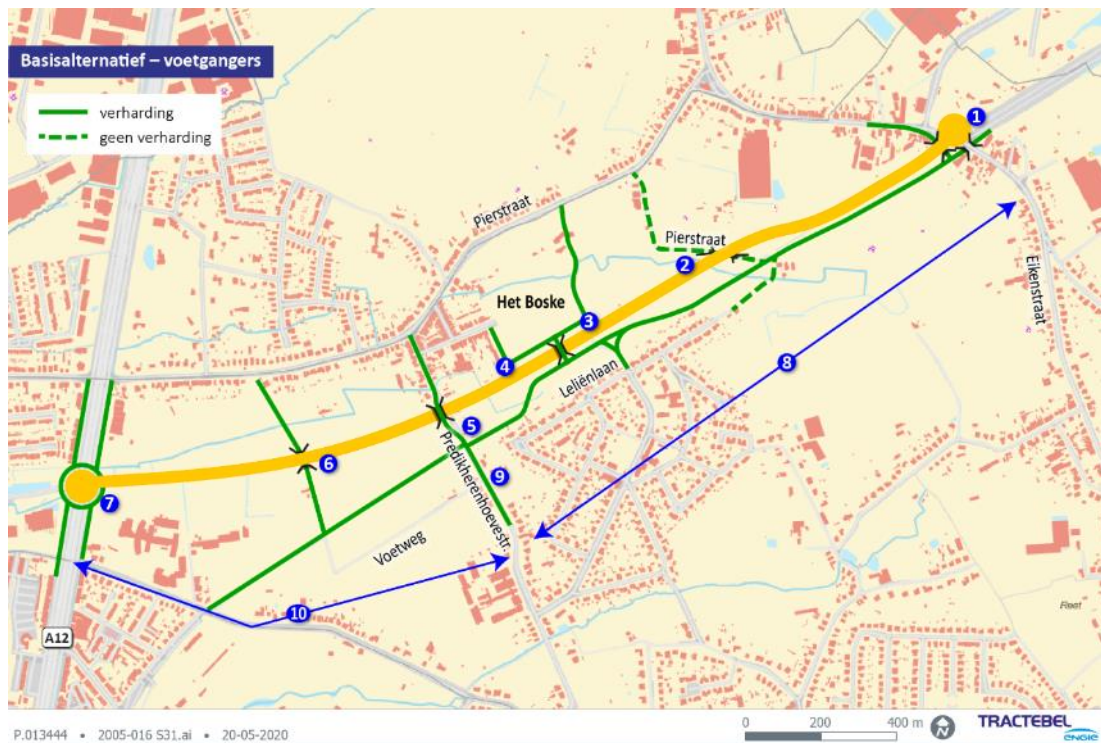 Basisalternatief – voetgangers
verharding
geen verharding
1
Pierstraat
Pierstraat
2
Eikenstraat
Het Boske
3
4
8
Leliënlaan
5
6
Predikherenhoevestr.
9
7
Voetweg
10
Reet
A12
0 200 400 m
N
P.013444 • 2005-016 S31.ai • 20-05-2020
TRACTEBEL
ENGIE